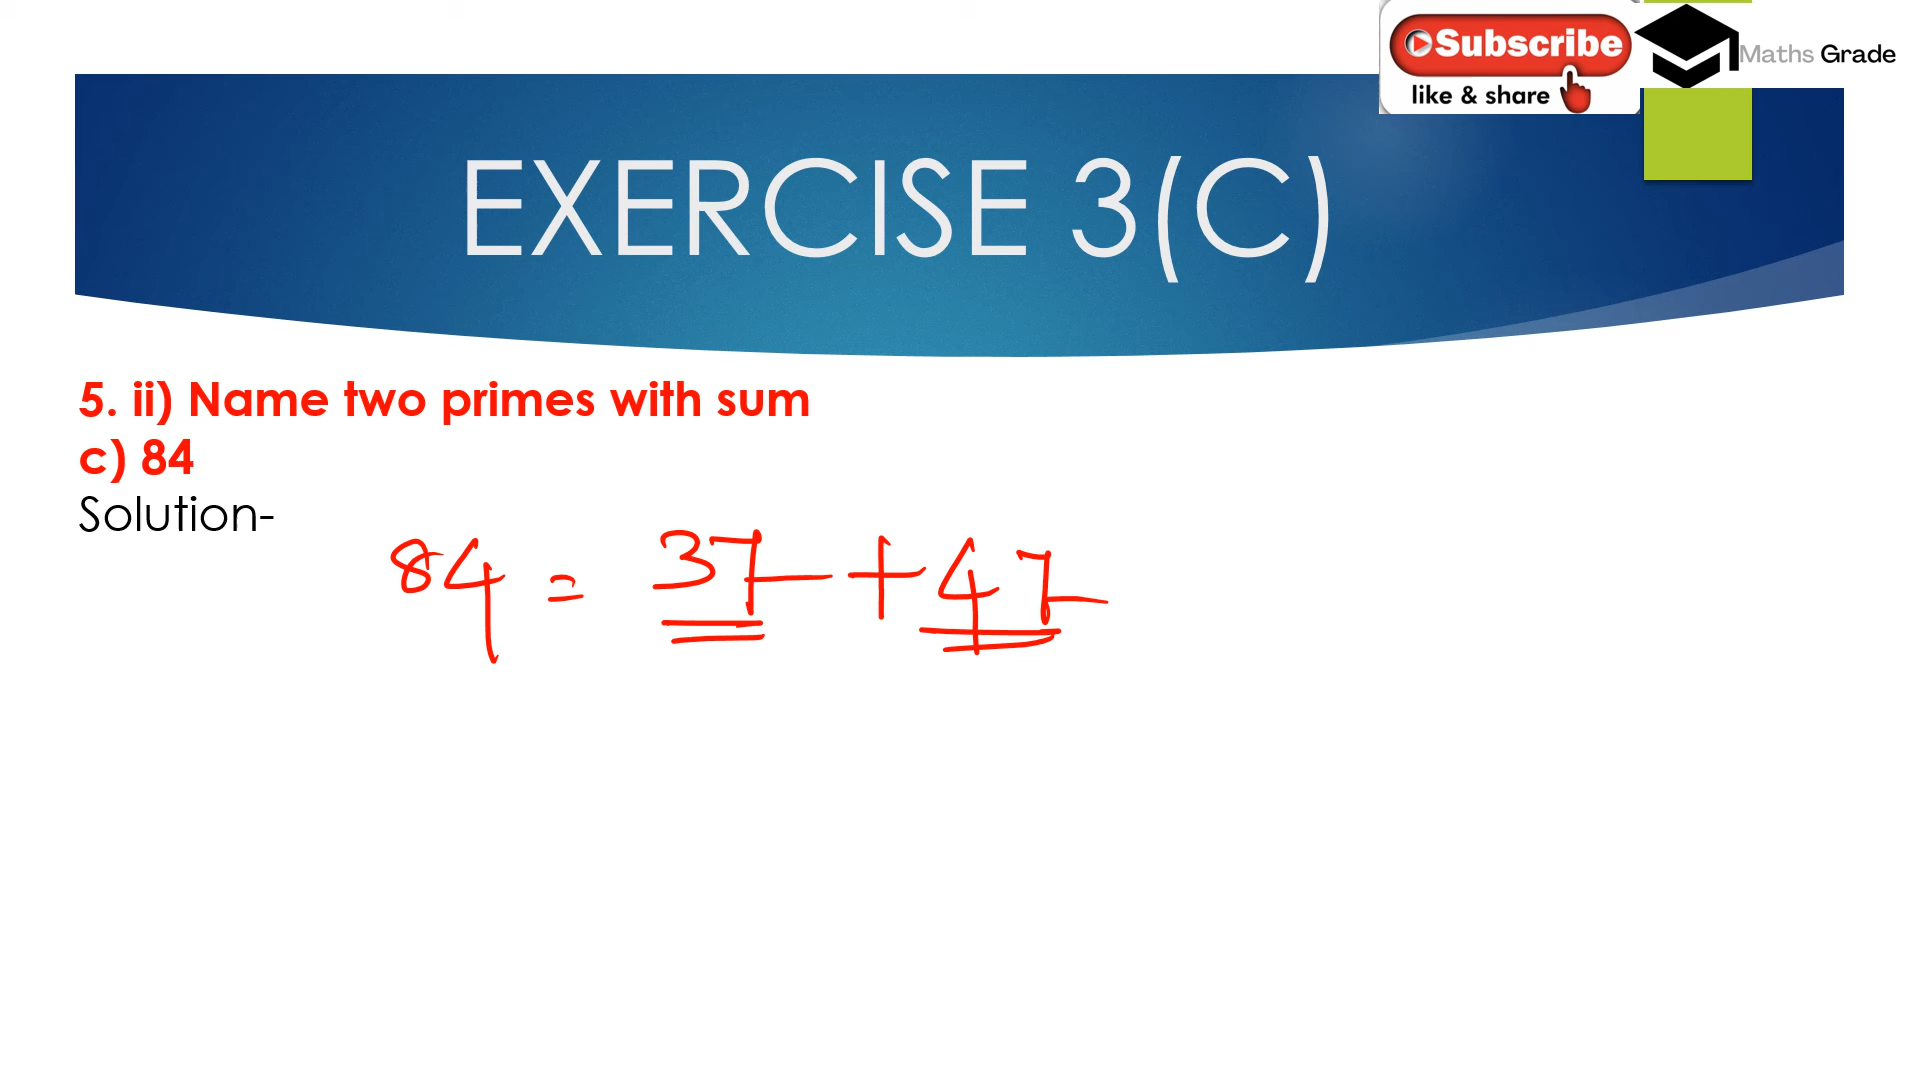 Subscribe
like & share
Maths Grade
EXERCISE 3(C)
5. ii) Name two primes with sum
c) 84
Solution-
84 = 37 + 47